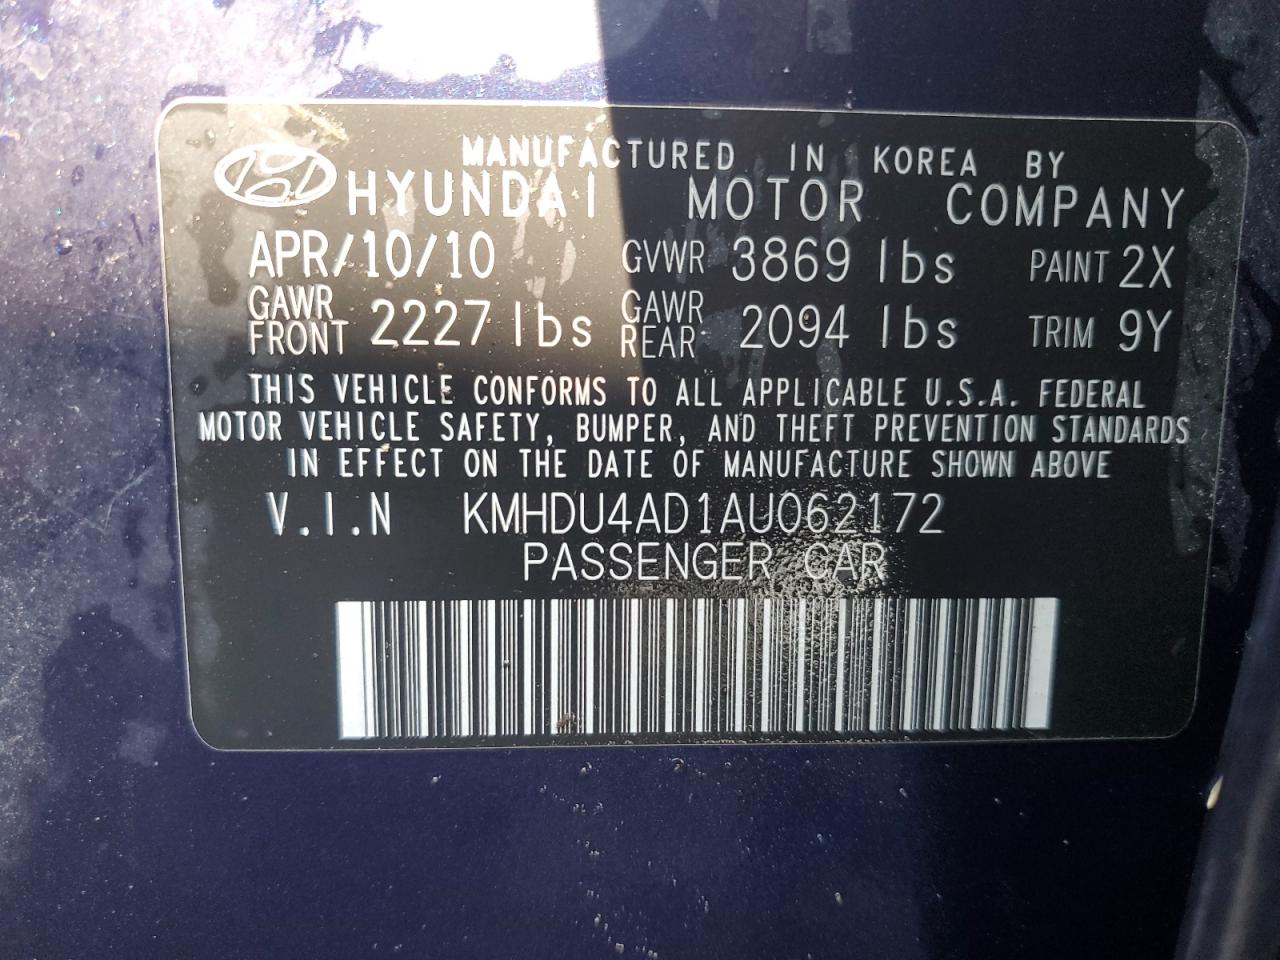 MANUFACTURED IN KOREA BY
HYUNDAI MOTOR COMPANY
APR/10/10 GVWR 3869 lbs PAINT 2X
GAWR FRONT 2227 lbs GAWR REAR 2094 lbs TRIM 9Y
THIS VEHICLE CONFORMS TO ALL APPLICABLE U.S.A. FEDERAL
MOTOR VEHICLE SAFETY, BUMPER, AND THEFT PREVENTION STANDARDS
IN EFFECT ON THE DATE OF MANUFACTURE SHOWN ABOVE
V.I.N KMHDU4AD1AU062172
PASSENGER CAR